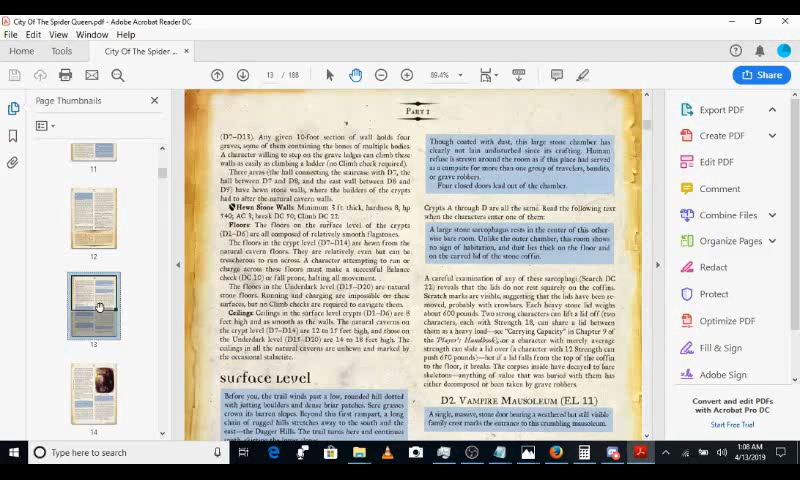 City Of The Spider Queen.pdf - Adobe Acrobat Reader DC
File Edit View Window Help
Home Tools City Of The Spider ... ×
13 / 188 89.4% Share
Page Thumbnails
11
12
13
14
PART 1
(D7–D13). Any given 10-foot section of wall holds four
graves, some of them containing the bones of multiple bodies.
A character willing to step on the grave ledges can climb these
walls as easily as climbing a ladder (no Climb check required).
Three areas (the hall connecting the staircase with D7, the
hall between D7 and D8, and the east wall between D8 and
D9) have hewn stone walls, where the builders of the crypts
had to alter the natural cavern walls.
Hewn Stone Walls: Minimum 3 ft. thick, hardness 8; hp
540; AC 3; break DC 50; Climb DC 22.
Floors: The floors on the surface level of the crypts
(D1–D6) are all composed of relatively smooth flagstones.
The floors in the crypt level (D7–D14) are hewn from the
natural cavern floors. They are relatively even but can be
treacherous to run across. A character attempting to run or
charge across these floors must make a successful Balance
check (DC 10) or fall prone, halting all movement.
The floors in the Underdark level (D15–D20) are natural
stone floors. Running and charging are impossible on these
surfaces, but no Climb checks are required to navigate them.
Ceilings: Ceilings in the surface level crypts (D1–D6) are 8
feet high and as smooth as the walls. The natural caverns on
the crypt level (D7–D14) are 12 to 15 feet high, and those on
the Underdark level (D15–D20) are 14 to 18 feet high. The
ceilings in all the natural caverns are unhewn and marked by
the occasional stalactite.
surface Level
Before you, the trail winds past a low, rounded hill dotted
with jutting boulders and dense briar patches. Sere grasses
crown its barren slopes. Beyond this first rampart, a long
chain of rugged hills stretches away to the south and the
east—the Dagger Hills. The trail turns here and continues
Though coated with dust, this large stone chamber has
clearly not lain undisturbed since its crafting. Human
refuse is strewn around the room as if this place had served
as a campsite for more than one group of travelers, bandits,
or grave robbers.
Four closed doors lead out of the chamber.
Crypts A through D are all the same. Read the following text
when the characters enter one of them:
A large stone sarcophagus rests in the center of this other-
wise bare room. Unlike the outer chamber, this room shows
no sign of habitation, and dust lies thick on the floor and
on the carved lid of the stone coffin.
A careful examination of any of these sarcophagi (Search DC
22) reveals that the lids do not rest squarely on the coffins.
Scratch marks are visible, suggesting that the lids have been re-
moved, probably with crowbars. Each heavy stone lid weighs
about 600 pounds. Two strong characters can lift a lid off (two
characters, each with Strength 18, can share a lid between
them as a heavy load—see "Carrying Capacity" in Chapter 9 of
the Player's Handbook), or a character with merely average
strength can slide a lid over (a character with 12 Strength can
push 650 pounds)—but if a lid falls from the top of the coffin
to the floor, it breaks. The corpses inside have decayed to bare
skeletons—anything of value that was buried with them has
either decomposed or been taken by grave robbers.
D2. VAMPIRE MAUSOLEUM (EL 11)
A single, massive, stone door bearing a weathered but still visible
family crest marks the entrance to this crumbling mausoleum.
Export PDF
Create PDF
Edit PDF
Comment
Combine Files
Organize Pages
Redact
Protect
Optimize PDF
Fill & Sign
Adobe Sign
Convert and edit PDFs
with Acrobat Pro DC
Start Free Trial
Type here to search
1:08 AM
4/13/2019